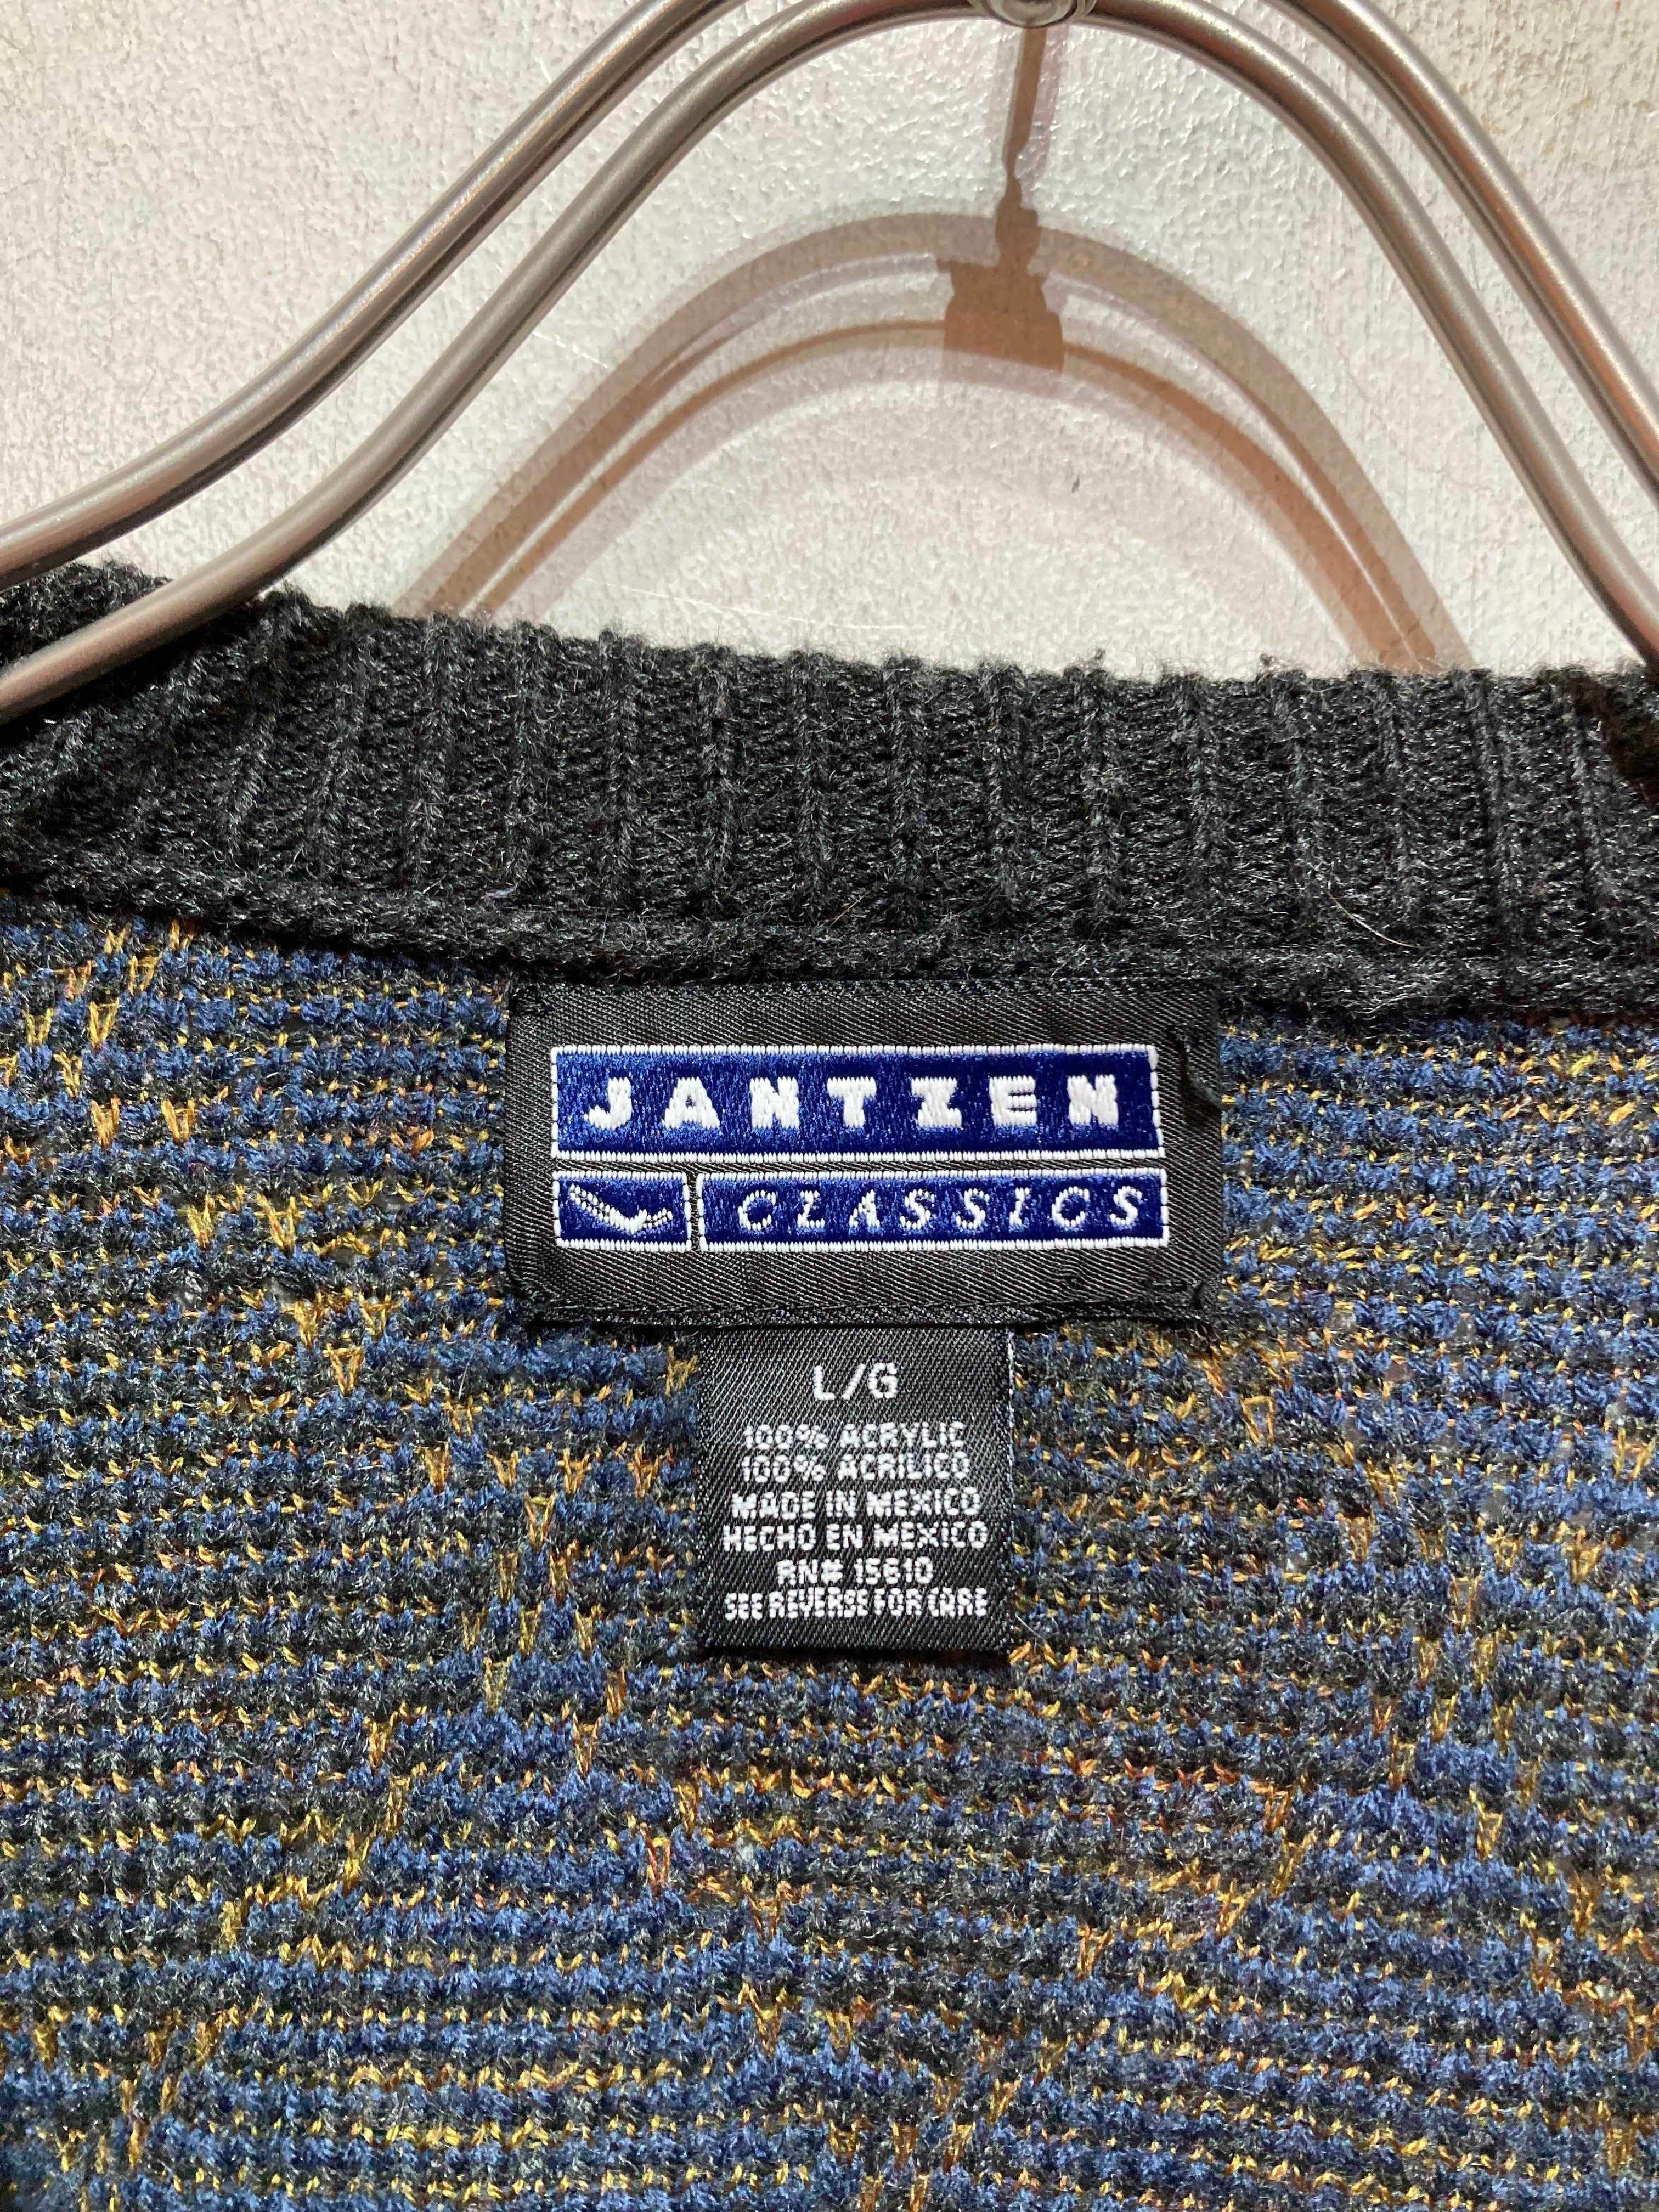 JANTZEN
CLASSICS
L/G
100% ACRYLIC
100% ACRILICO
MADE IN MEXICO
HECHO EN MEXICO
RN# 15610
SEE REVERSE FOR CARE